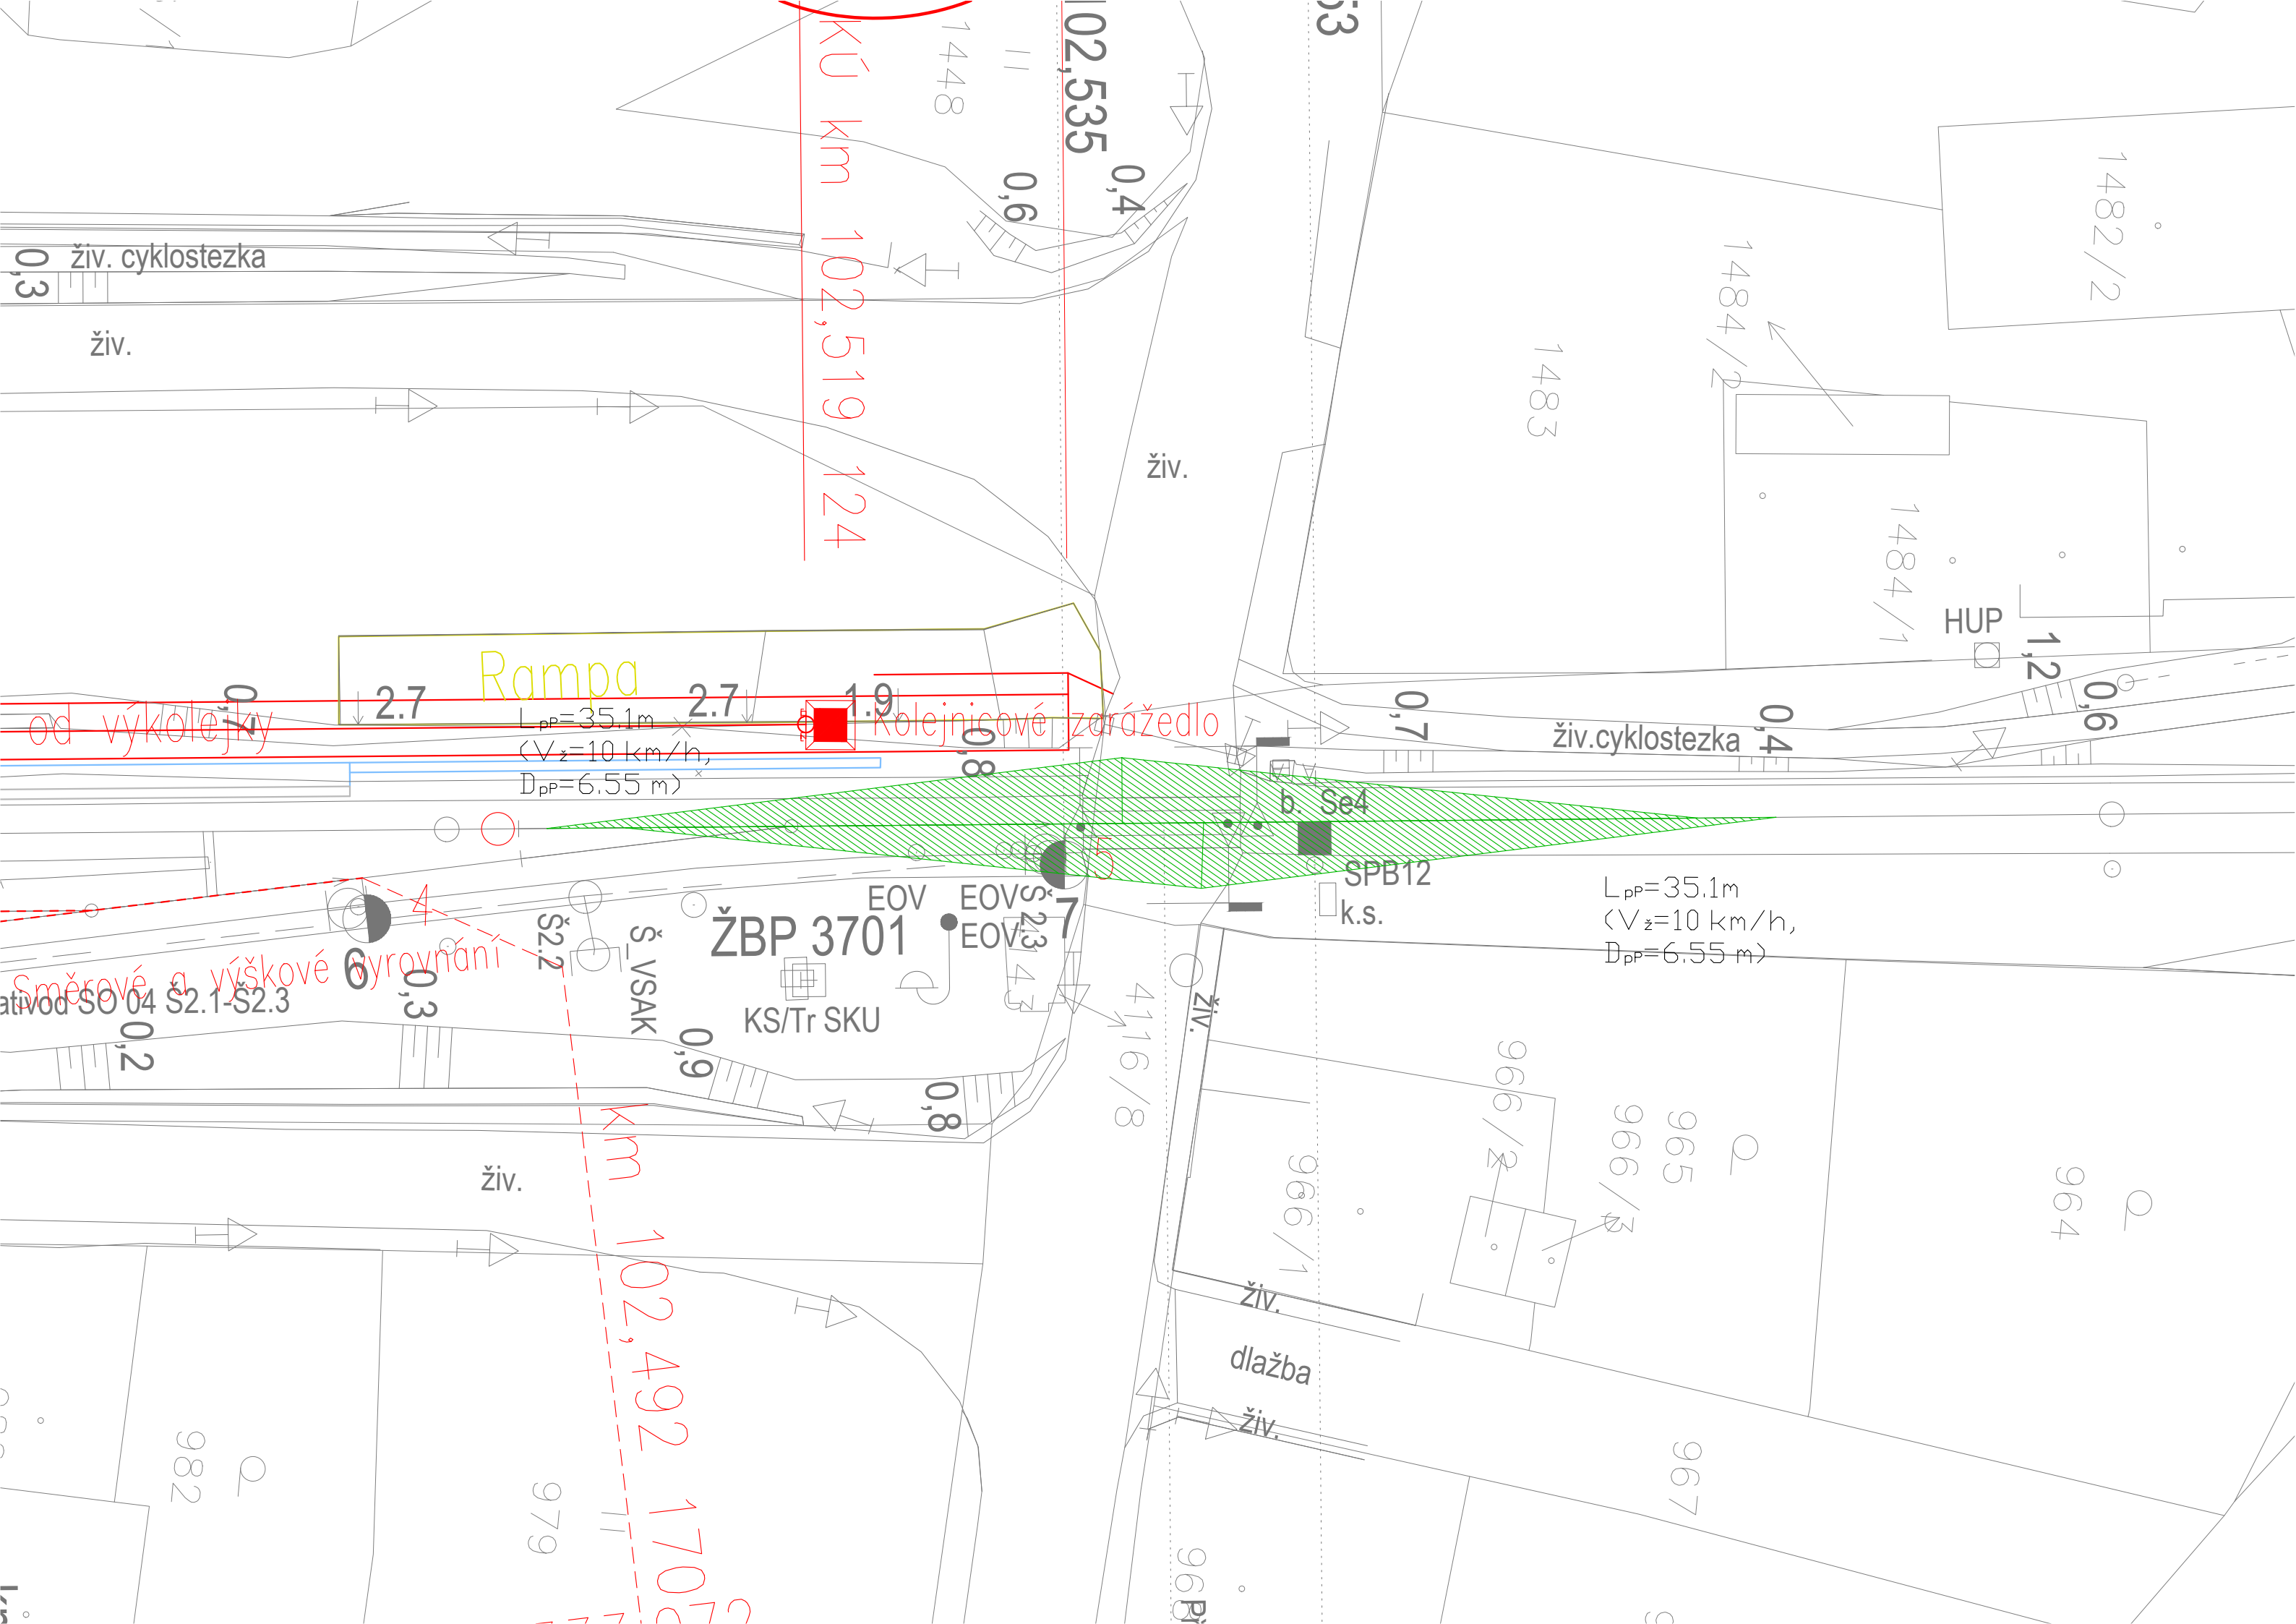 KÚ km 102,519 124
1448
102,535
53
0,6
0,4
1482/2
1484/2
1483
1484/1
0,3
živ. cyklostezka
živ.
živ.
HUP
1,2
0,6
Rampa
2.7
2.7
1.9
0,7
od výkolejky
Kolejnicové zarážedlo
LpP=35.1m
(Vž=10 km/h,
DpP=6.55 m)
0,8
0,7
živ.cyklostezka
0,4
b. Se4
5
SPB12
k.s.
LpP=35.1m
(Vž=10 km/h,
DpP=6.55 m)
4
6
EOV
EOV
EOV
Š2.3
7
ŽBP 3701
Š2.2
Š_VSAK
KS/Tr SKU
Směrové a výškové vyrovnání
ativod SO 04 Š2.1-Š2.3
0,3
0,2
0,9
0,8
4116/8
živ.
966/2
966/3
965
964
966/1
živ.
km 102,492 170
živ.
dlažba
živ.
982
979
967
968